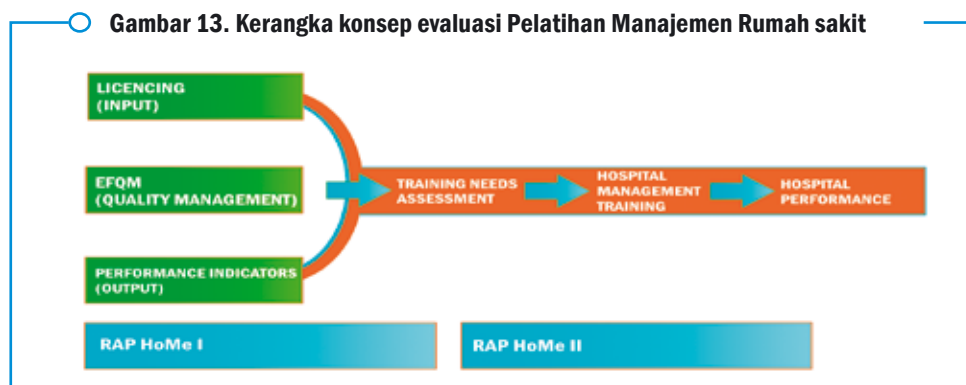 Gambar 13. Kerangka konsep evaluasi Pelatihan Manajemen Rumah sakit
LICENCING
(INPUT)
EFQM
(QUALITY MANAGEMENT)
PERFORMANCE INDICATORS
(OUTPUT)
TRAINING NEEDS
ASSESSMENT
HOSPITAL
MANAGEMENT
TRAINING
HOSPITAL
PERFORMANCE
RAP HoMe I
RAP HoMe II